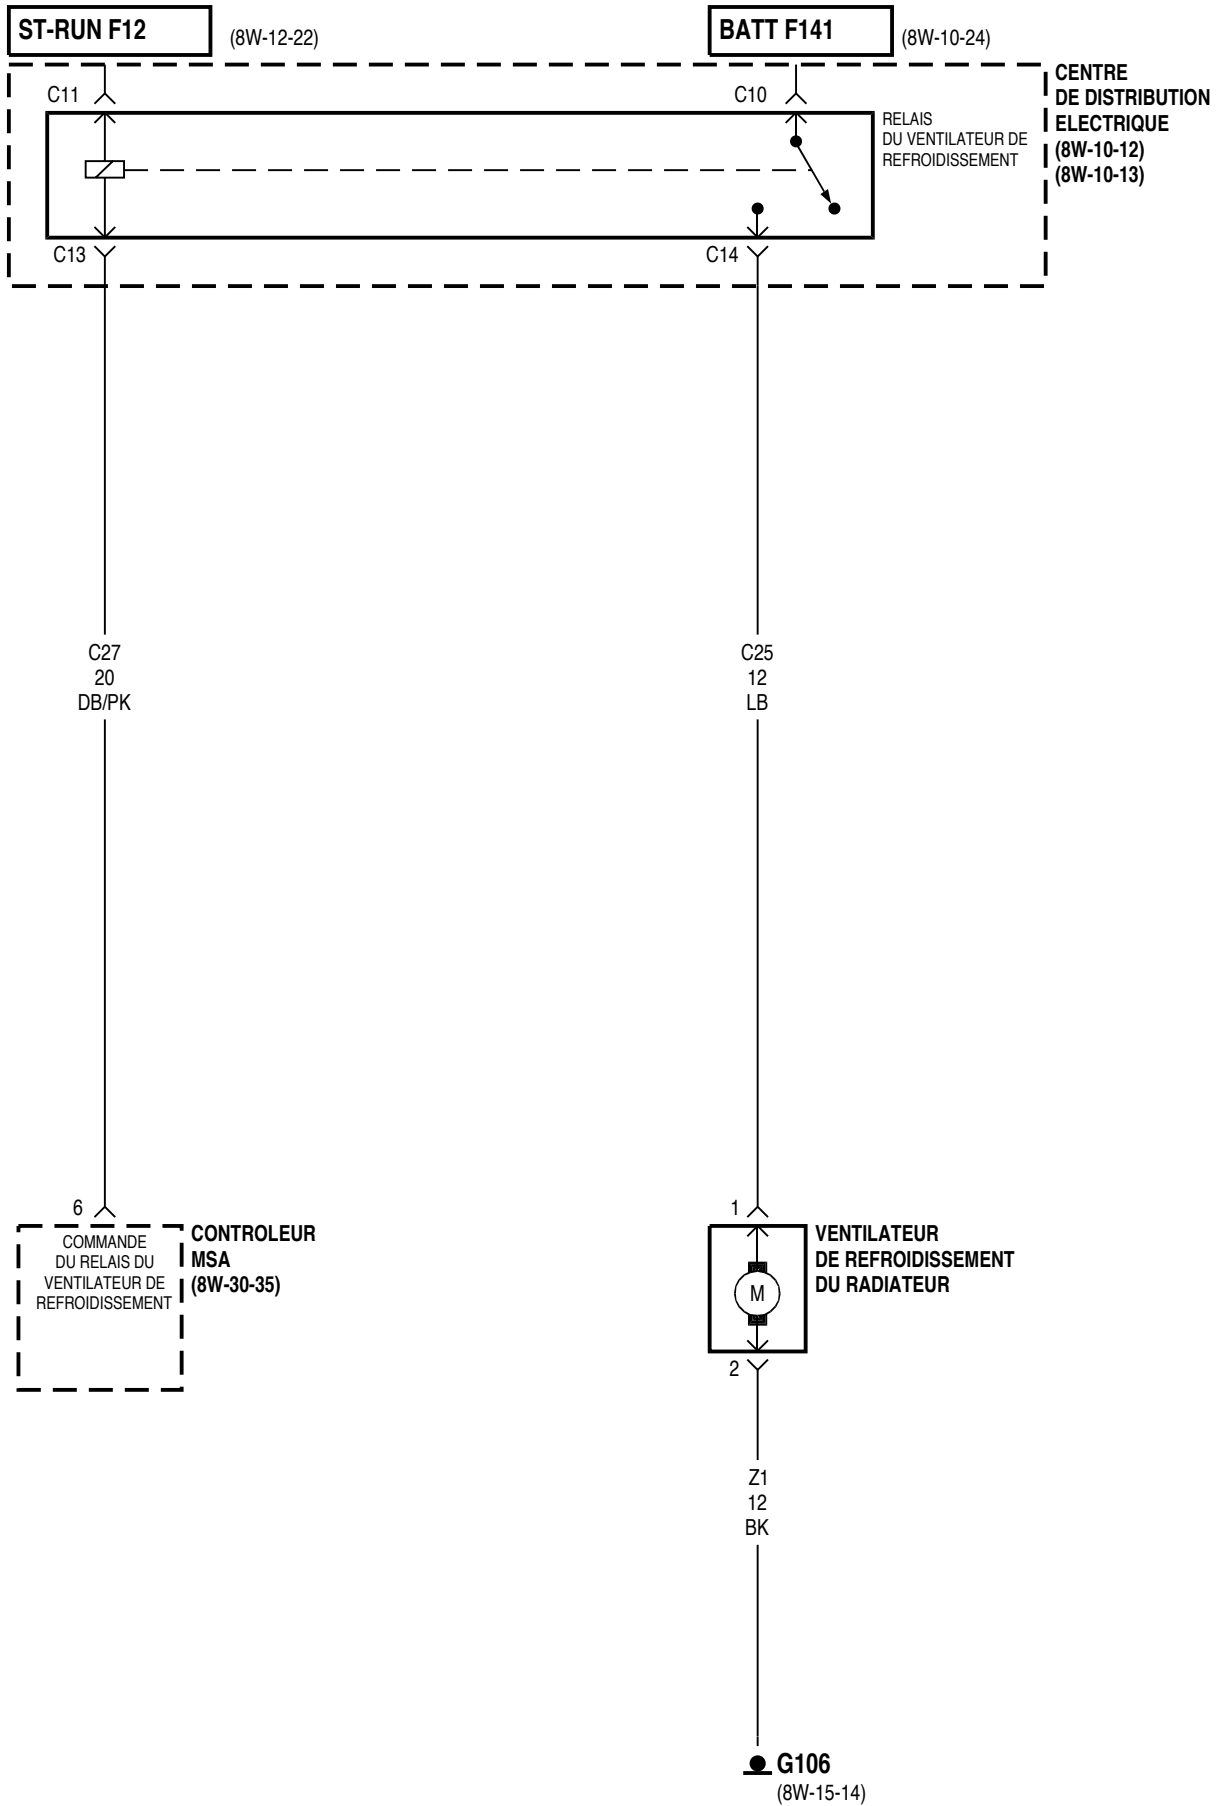 ST-RUN F12
(8W-12-22)
BATT F141
(8W-10-24)
CENTRE
DE DISTRIBUTION
ELECTRIQUE
(8W-10-12)
(8W-10-13)
C11
C10
RELAIS
DU VENTILATEUR DE
REFROIDISSEMENT
C13
C14
C27
20
DB/PK
C25
12
LB
6
COMMANDE
DU RELAIS DU
VENTILATEUR DE
REFROIDISSEMENT
CONTROLEUR
MSA
(8W-30-35)
1
M
VENTILATEUR
DE REFROIDISSEMENT
DU RADIATEUR
2
Z1
12
BK
G106
(8W-15-14)